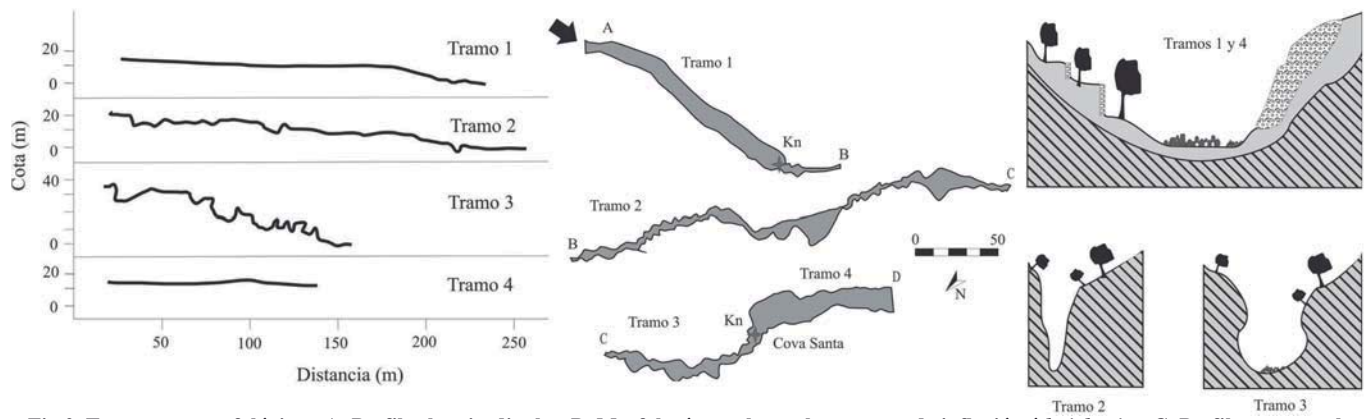 20
0
Tramo 1
20
0
Tramo 2
40
0
Tramo 3
20
0
Tramo 4
Cota (m)
50
100
150
200
250
Distancia (m)
A
Tramo 1
Kn
B
Tramo 2
B
C
0 50
N
Tramo 4
D
Tramo 3
Kn
C
Cova Santa
Tramos 1 y 4
Tramo 2
Tramo 3